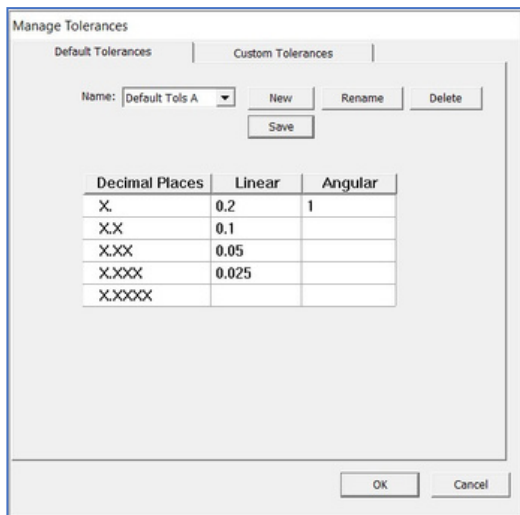 Manage Tolerances
Default Tolerances Custom Tolerances
Name: Default Tols A New Rename Delete
Save
Decimal Places Linear Angular
X. 0.2 1
X.X 0.1
X.XX 0.05
X.XXX 0.025
X.XXXX
OK Cancel